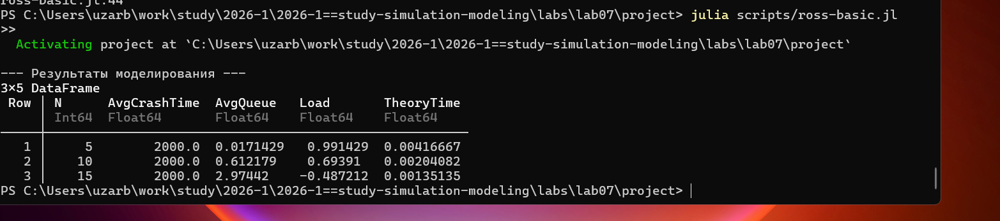 ross-basic.jl:44
PS C:\Users\uzarb\work\study\2026-1\2026-1==study-simulation-modeling\labs\lab07\project> julia scripts/ross-basic.jl
>>
  Activating project at `C:\Users\uzarb\work\study\2026-1\2026-1==study-simulation-modeling\labs\lab07\project`
--- Результаты моделирования ---
3×5 DataFrame
 Row │ N      AvgCrashTime  AvgQueue   Load       TheoryTime
     │ Int64  Float64       Float64    Float64    Float64
   1 │     5        2000.0  0.0171429   0.991429  0.00416667
   2 │    10        2000.0  0.612179    0.69391   0.00204082
   3 │    15        2000.0  2.97442    -0.487212  0.00135135
PS C:\Users\uzarb\work\study\2026-1\2026-1==study-simulation-modeling\labs\lab07\project>